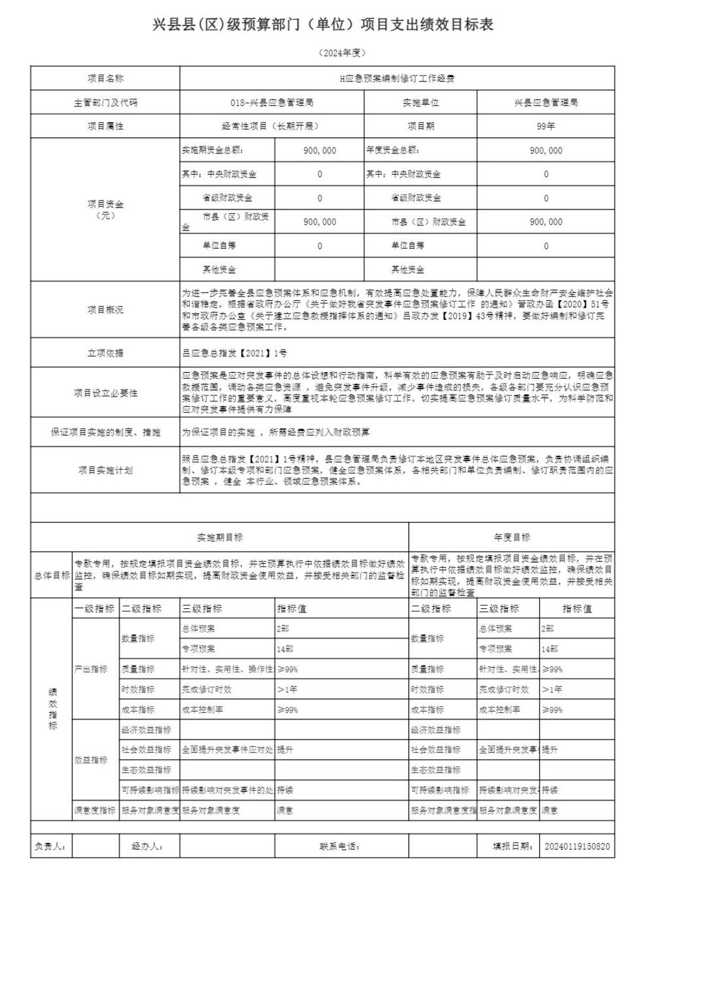 兴县县(区)级预算部门（单位）项目支出绩效目标表
（2024年度）
项目名称 H应急预案编制修订工作经费
主管部门及代码 018-兴县应急管理局 实施单位 兴县应急管理局
项目属性 经常性项目（长期开展） 项目期 99年
项目资金
（元）
实施期资金总额： 900,000 年度资金总额： 900,000
其中：中央财政资金 0 其中：中央财政资金 0
省级财政资金 0 省级财政资金 0
市县（区）财政资
金 900,000 市县（区）财政资金 900,000
单位自筹 0 单位自筹 0
其他资金 其他资金
项目概况
为进一步完善全县应急预案体系和应急机制，有效提高应急处置能力，保障人民群众生命财产安全维护社会
和谐稳定，根据省政府办公厅《关于做好我省突发事件应急预案修订工作 的通知》晋政办函【2020】51号
和市政府办公室《关于建立应急救援指挥体系的通知》吕政办发【2019】43号精神，要做好编制和修订完
善各级各类应急预案工作。
立项依据 吕应急总指发【2021】1号
项目设立必要性
应急预案是应对突发事件的总体设想和行动指南，科学有效的应急预案有助于及时启动应急响应，明确应急
救援范围，调动各类应急资源 ，避免突发事件升级，减少事件造成的损失，各级各部门要充分认识应急预
案修订工作的重要意义，高度重视本轮应急预案修订工作，切实提高应急预案修订质量水平，为科学防范和
应对突发事件提供有力保障
保证项目实施的制度、措施 为保证项目的实施 ，所需经费应列入财政预算
项目实施计划
照吕应急总指发【2021】1号精神，县应急管理局负责修订本地区突发事件总体应急预案，负责协调组织编
制、修订本级专项和部门应急预案，健全应急预案体系，各相关部门和单位负责编制、修订职责范围内的应
急预案 ，健全 本行业、领域应急预案体系。
实施期目标 年度目标
总体目标
专款专用，按规定填报项目资金绩效目标，并在预算执行中依据绩效目标做好绩效
监控，确保绩效目标如期实现，提高财政资金使用效益，并接受相关部门的监督检
查
专款专用，按规定填报项目资金绩效目标，并在预
算执行中依据绩效目标做好绩效监控，确保绩效目
标如期实现，提高财政资金使用效益，并接受相关
部门的监督检查
绩
效
指
标
一级指标 二级指标 三级指标 指标值 二级指标 三级指标 指标值
产出指标 数量指标 总体预案 2部 数量指标 总体预案 2部
专项预案 14部 专项预案 14部
质量指标 针对性、实用性、操作性 ≥99% 质量指标 针对性、实用性、 ≥99%
时效指标 完成修订时效 ＞1年 时效指标 完成修订时效 ＞1年
成本指标 成本控制率 ≥99% 成本指标 成本控制率 ≥99%
效益指标 经济效益指标 经济效益指标
社会效益指标 全面提升突发事件应对处 提升 社会效益指标 全面提升突发事 提升
生态效益指标 生态效益指标
可持续影响指标 持续影响对突发事件的处 持续 可持续影响指标 持续影响对突发 持续
满意度指标 服务对象满意度 服务对象满意度 满意 服务对象满意度指 服务对象满意度 满意
负责人： 经办人： 联系电话： 填报日期： 20240119150820